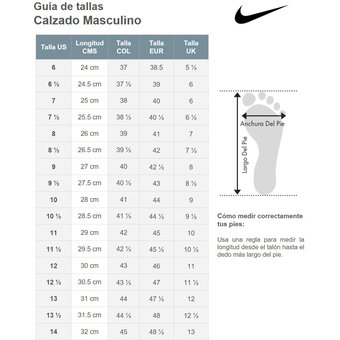 Guía de tallas
Calzado Masculino
Talla US Longitud CMS Talla COL Talla EUR Talla UK
6 24 cm 37 38.5 5 ½
6 ½ 24.5 cm 37 ½ 39 6
7 25 cm 38 40 6
7 ½ 25.5 cm 38 ½ 40 ½ 6 ½
8 26 cm 39 41 7
8 ½ 26.5 cm 39 ½ 42 7 ½
9 27 cm 40 42 ½ 8
9 ½ 27.5 cm 40 ½ 43 8 ½
10 28 cm 41 44 9
10 ½ 28.5 cm 41 ½ 44 ½ 9 ½
11 29 cm 42 45 10
11 ½ 29.5 cm 42 ½ 45 ½ 10 ½
12 30 cm 43 46 11
12 ½ 30.5 cm 43 ½ 47 11 ½
13 31 cm 44 47 ½ 12
13 ½ 31.5 cm 44 ½ 48 12 ½
14 32 cm 45 48 ½ 13
Anchura Del Pie
Largo Del Pie
Cómo medir correctamente
tus pies:
Usa una regla para medir la
longitud desde el talón hasta el
dedo más largo del pie.